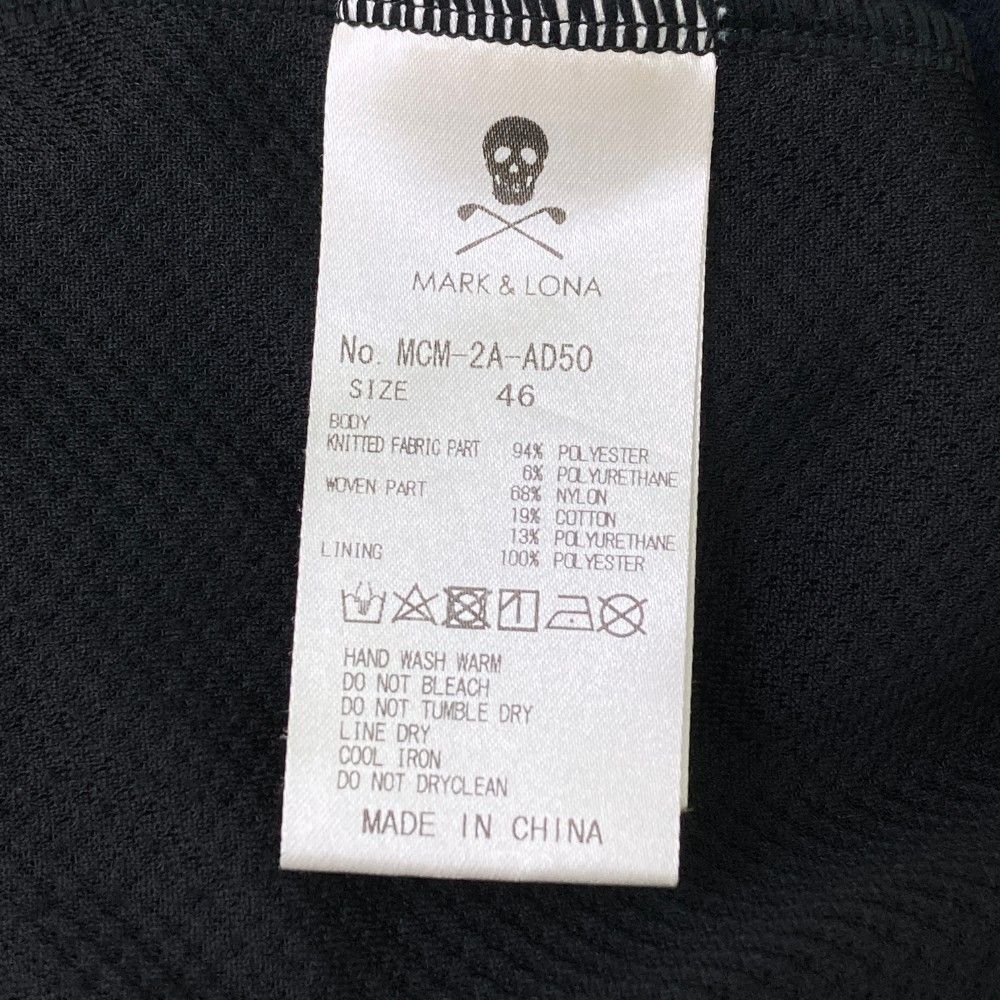 MARK & LONA
No. MCM-2A-AD50
SIZE 46
BODY
KNITTED FABRIC PART 94% POLYESTER
6% POLYURETHANE
WOVEN PART 68% NYLON
19% COTTON
13% POLYURETHANE
LINING 100% POLYESTER
HAND WASH WARM
DO NOT BLEACH
DO NOT TUMBLE DRY
LINE DRY
COOL IRON
DO NOT DRYCLEAN
MADE IN CHINA